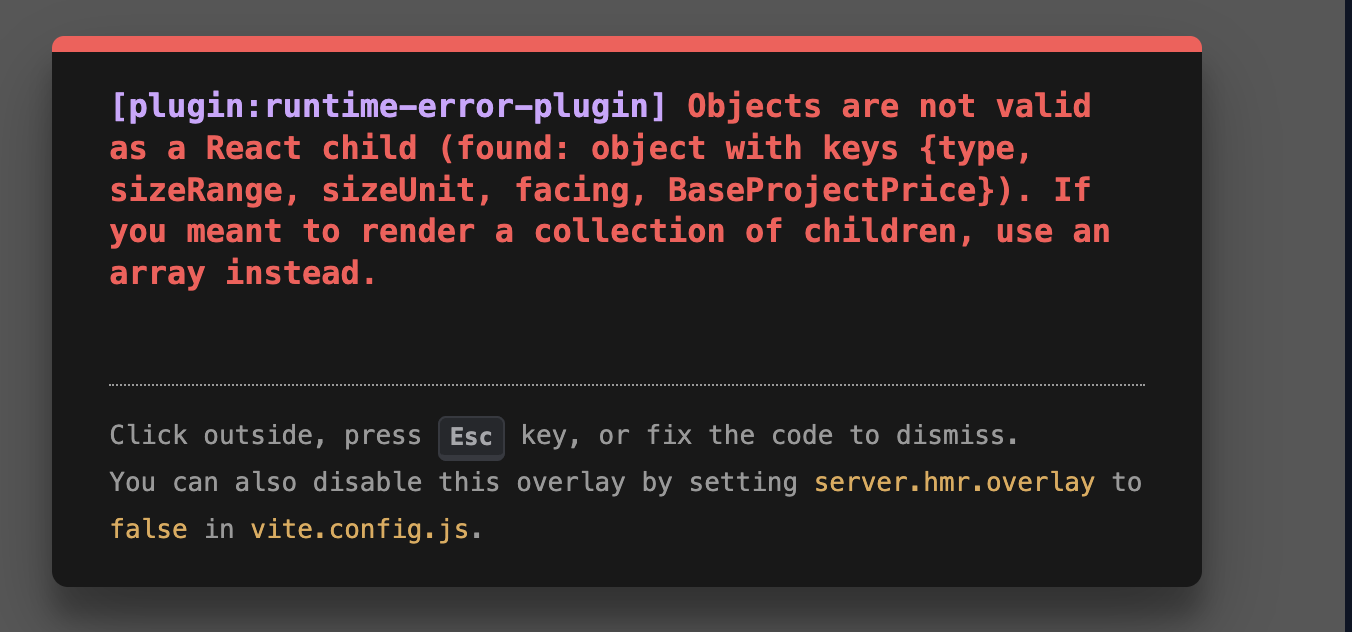 [plugin:runtime-error-plugin] Objects are not valid
as a React child (found: object with keys {type,
sizeRange, sizeUnit, facing, BaseProjectPrice}). If
you meant to render a collection of children, use an
array instead.
Click outside, press Esc key, or fix the code to dismiss.
You can also disable this overlay by setting server.hmr.overlay to
false in vite.config.js.